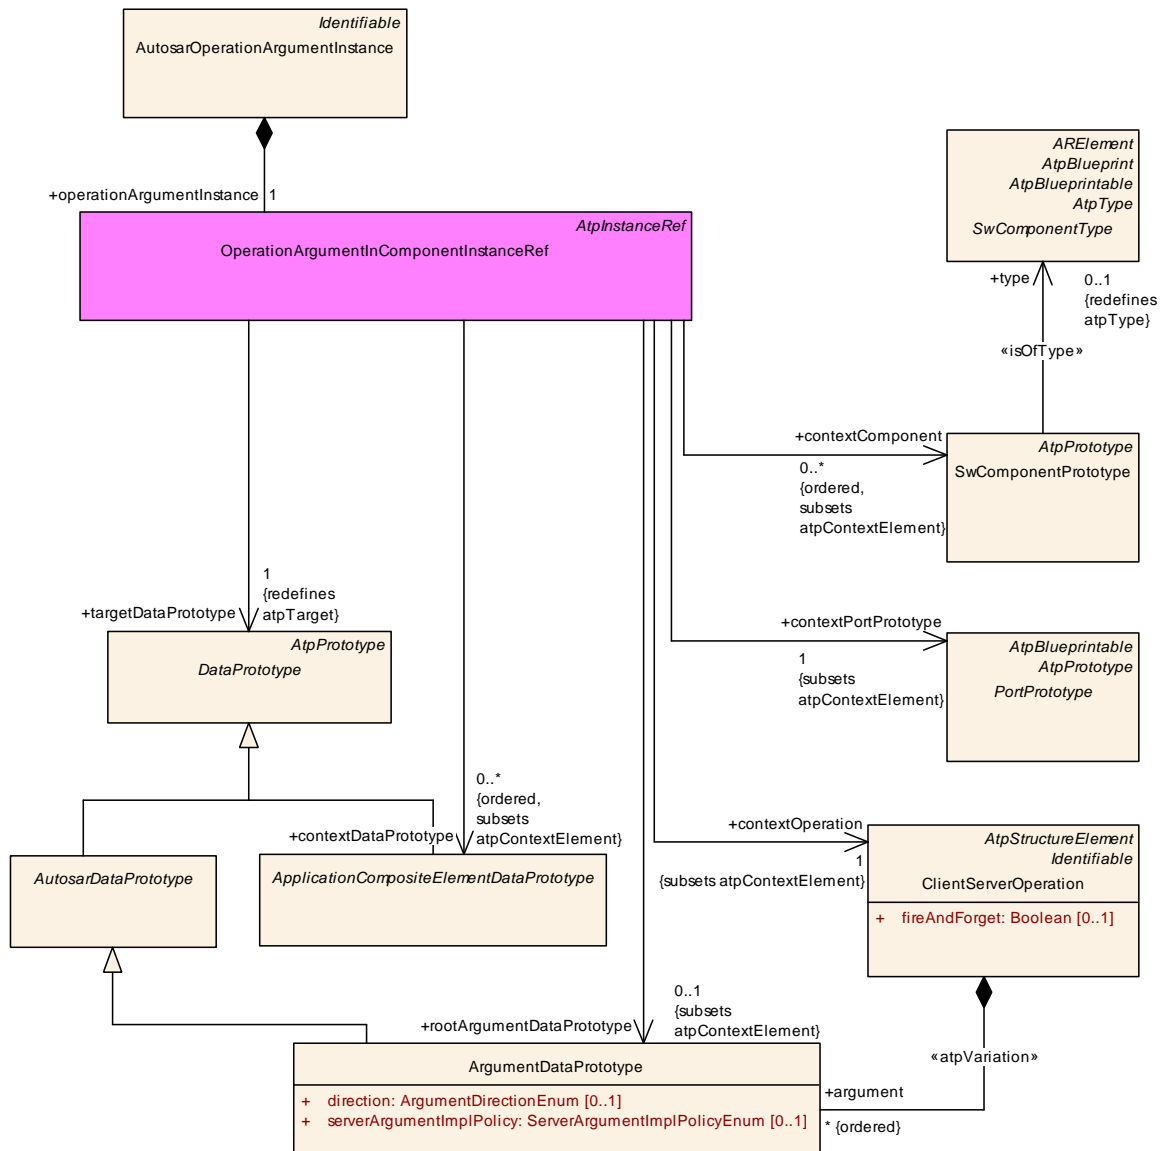 Identifiable
AutosarOperationArgumentInstance
+operationArgumentInstance 1
AtpInstanceRef
OperationArgumentInComponentInstanceRef
ARElement
AtpBlueprint
AtpBlueprintable
AtpType
SwComponentType
+type
0..1
{redefines
atpType}
«isOfType»
+contextComponent
0..*
{ordered,
subsets
atpContextElement}
AtpPrototype
SwComponentPrototype
1
{redefines
atpTarget}
+targetDataPrototype
AtpPrototype
DataPrototype
+contextPortPrototype
1
{subsets
atpContextElement}
AtpBlueprintable
AtpPrototype
PortPrototype
0..*
{ordered,
subsets
atpContextElement}
+contextDataPrototype
+contextOperation
1
{subsets atpContextElement}
AtpStructureElement
Identifiable
ClientServerOperation
+ fireAndForget: Boolean [0..1]
AutosarDataPrototype
ApplicationCompositeElementDataPrototype
0..1
{subsets
atpContextElement}
+rootArgumentDataPrototype
«atpVariation»
ArgumentDataPrototype
+ direction: ArgumentDirectionEnum [0..1]
+ serverArgumentImplPolicy: ServerArgumentImplPolicyEnum [0..1]
+argument
* {ordered}